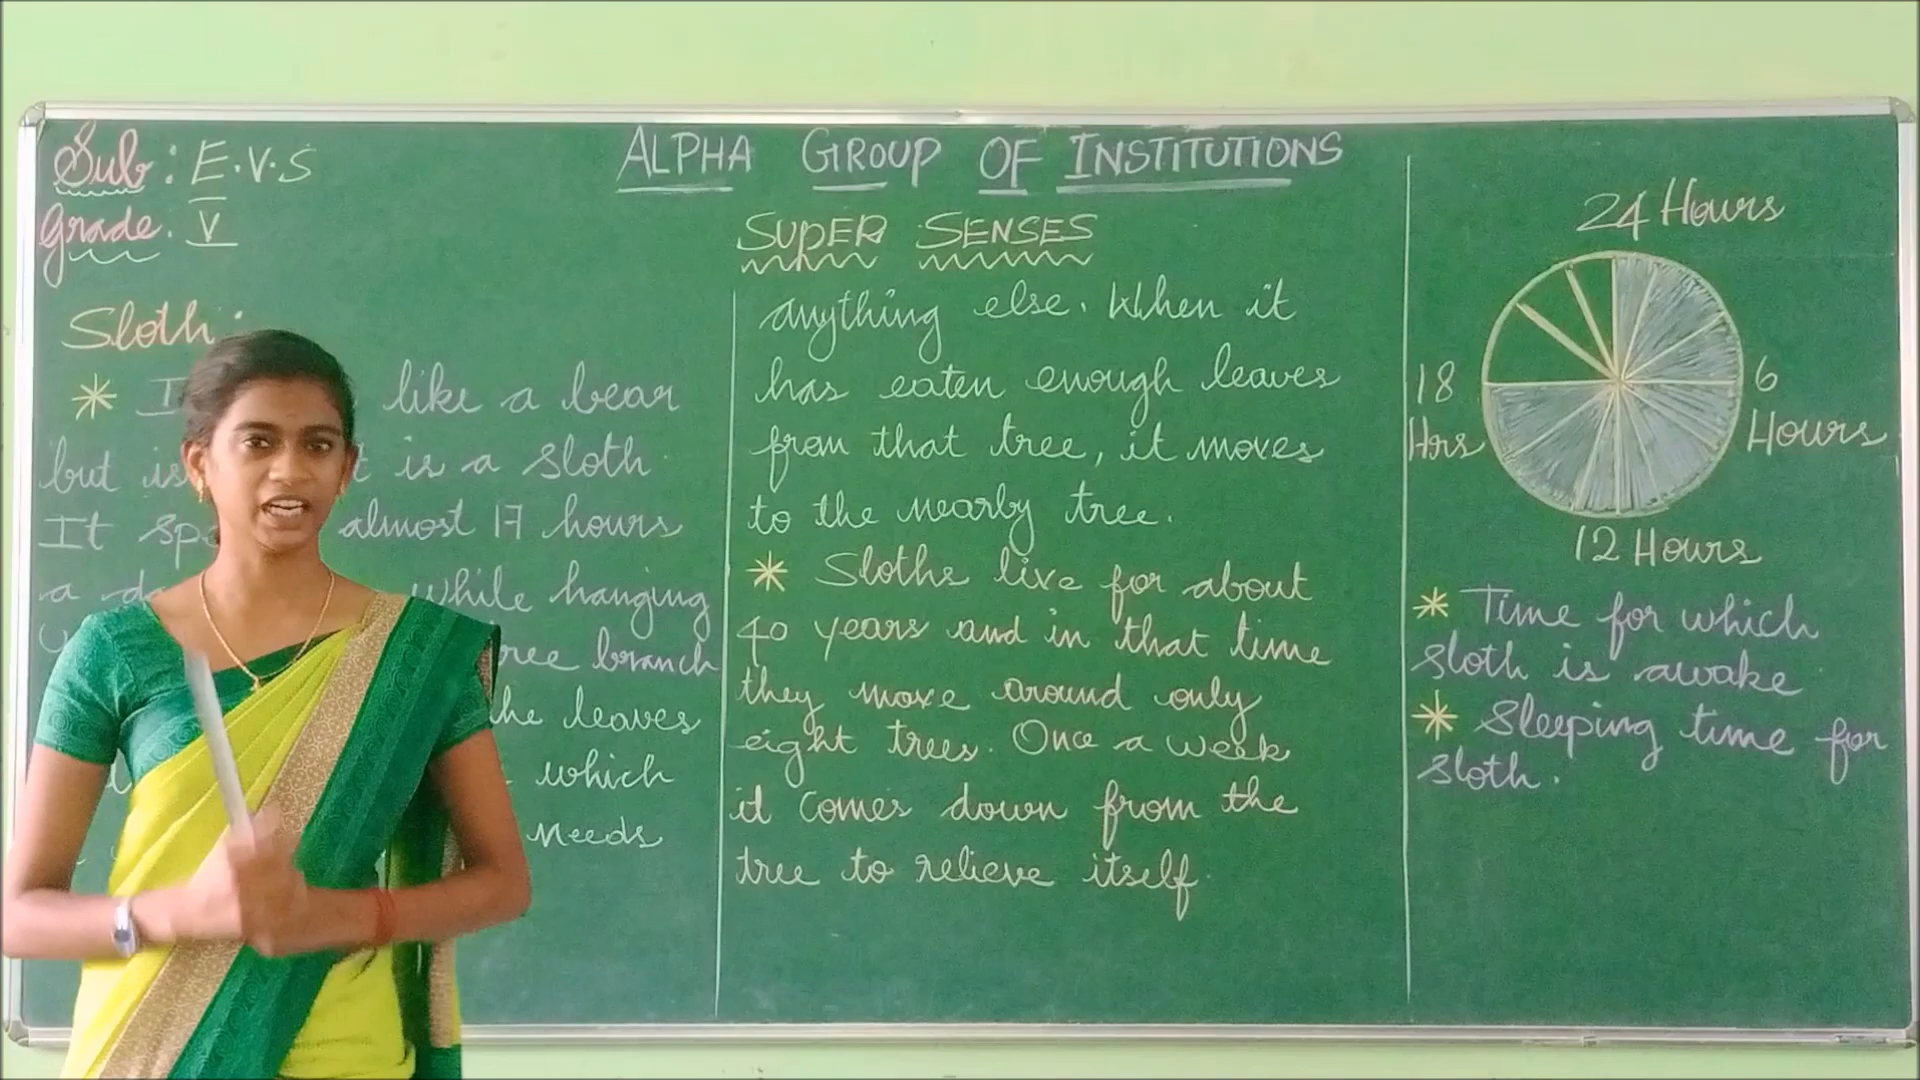 Sub: E.V.S
Grade. V
ALPHA GROUP OF INSTITUTIONS
SUPER SENSES
Sloth:
* like a bear
but is is a sloth
It almost 17 hours
a while hanging
tree branch
the leaves
which
needs
anything else. When it
has eaten enough leaves
from that tree, it moves
to the nearby tree.
* Sloths live for about
40 years and in that time
they move around only
eight trees. Once a week
it comes down from the
tree to relieve itself.
24 Hours
18
Hrs
6
Hours
12 Hours
* Time for which
sloth is awake
* Sleeping time for
sloth.